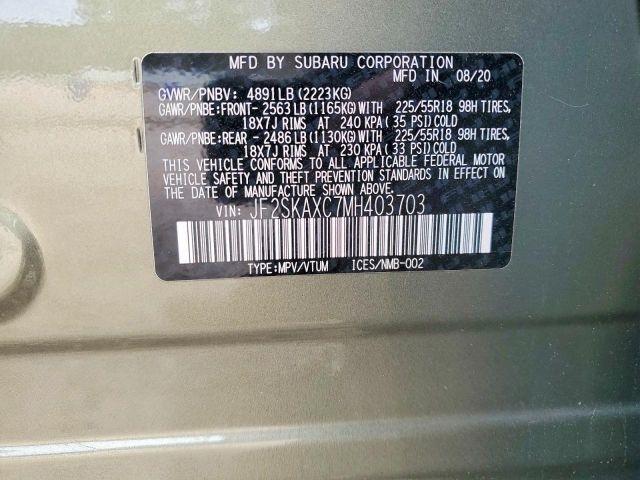 MFD BY SUBARU CORPORATION
MFD IN 08/20
GVWR/PNBV: 4891LB(2223KG)
GAWR/PNBE:FRONT- 2563LB(1165KG)WITH 225/55R18 98H TIRES,
18X7J RIMS AT 240 KPA(35 PSI)COLD
GAWR/PNBE:REAR - 2486LB(1130KG)WITH 225/55R18 98H TIRES,
18X7J RIMS AT 230 KPA(33 PSI)COLD
THIS VEHICLE CONFORMS TO ALL APPLICABLE FEDERAL MOTOR
VEHICLE SAFETY AND THEFT PREVENTION STANDARDS IN EFFECT
ON THE DATE OF MANUFACTURE SHOWN ABOVE.
VIN: JF2SKAXC7MH403703
TYPE:MPV/VTUM ICES/NMB-002